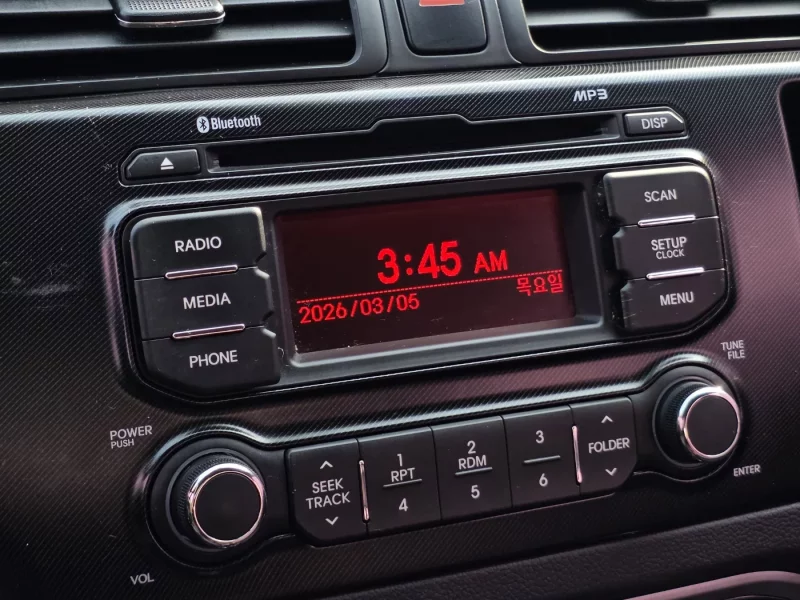 MP3
Bluetooth
DISP
SCAN
RADIO
3:45 AM
SETUP
CLOCK
MEDIA
목요일
2026/03/05
MENU
PHONE
TUNE
FILE
POWER
PUSH
SEEK
TRACK
1
RPT
4
2
RDM
5
3
6
FOLDER
ENTER
VOL